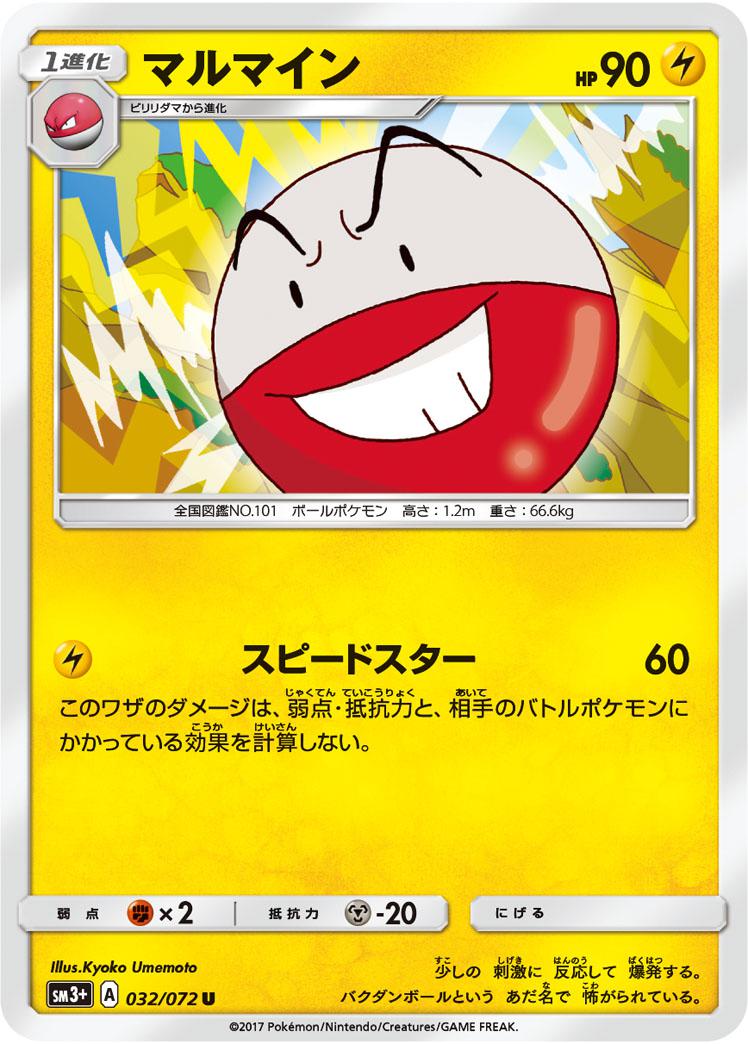 1進化
マルマイン
HP90
ビリリダマから進化
全国図鑑NO.101 ボールポケモン 高さ：1.2m 重さ：66.6kg
スピードスター 60
このワザのダメージは、弱点・抵抗力と、相手のバトルポケモンに
かかっている効果を計算しない。
弱点 ×2 抵抗力 -20 にげる
Illus.Kyoko Umemoto
SM3+ A 032/072 U
少しの 刺激に 反応して 爆発する。
バクダンボールという あだ名で 怖がられている。
©2017 Pokémon/Nintendo/Creatures/GAME FREAK.